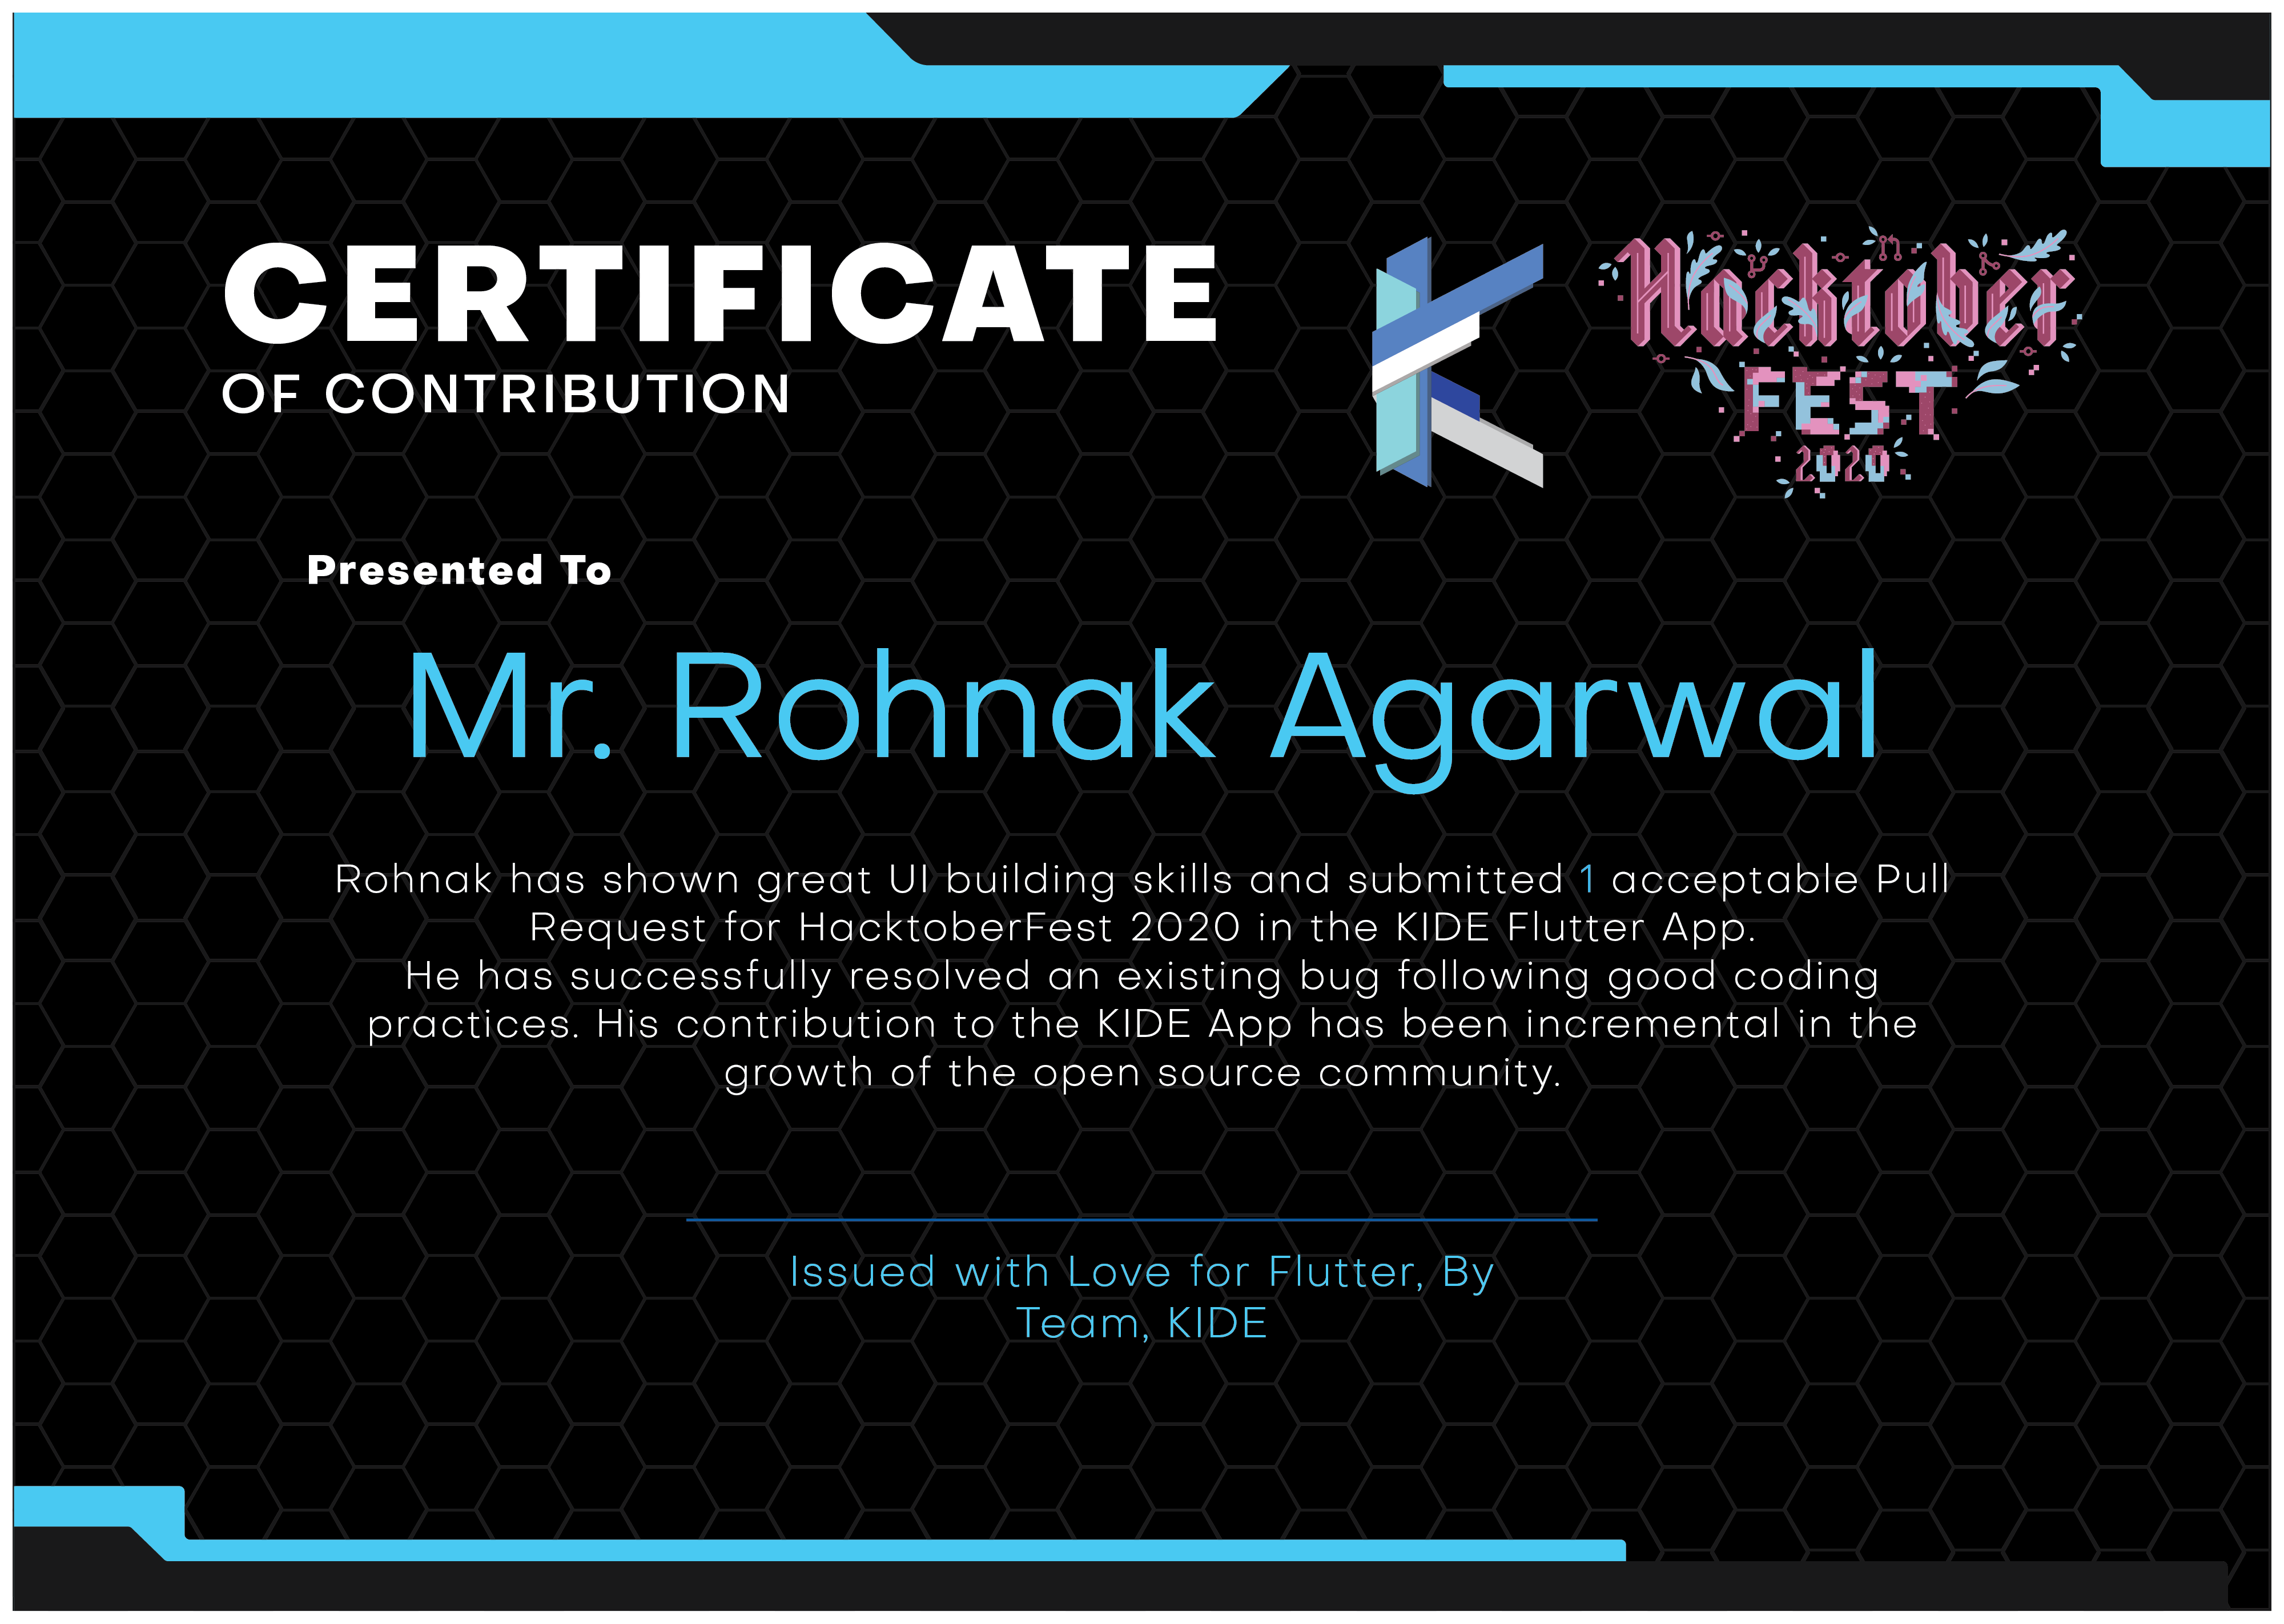 CERTIFICATE
OF CONTRIBUTION
Hacktober
FEST
2020
Presented To
Mr. Rohnak Agarwal
Rohnak has shown great UI building skills and submitted 1 acceptable Pull
Request for HacktoberFest 2020 in the KIDE Flutter App.
He has successfully resolved an existing bug following good coding
practices. His contribution to the KIDE App has been incremental in the
growth of the open source community.
Issued with Love for Flutter, By
Team, KIDE